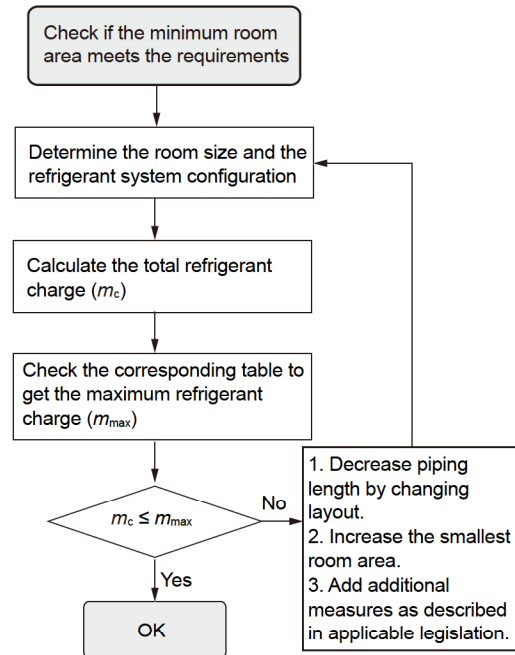 Check if the minimum room
area meets the requirements
Determine the room size and the
refrigerant system configuration
Calculate the total refrigerant
charge (mc)
Check the corresponding table to
get the maximum refrigerant
charge (mmax)
mc ≤ mmax
No
Yes
OK
1. Decrease piping
length by changing
layout.
2. Increase the smallest
room area.
3. Add additional
measures as described
in applicable legislation.